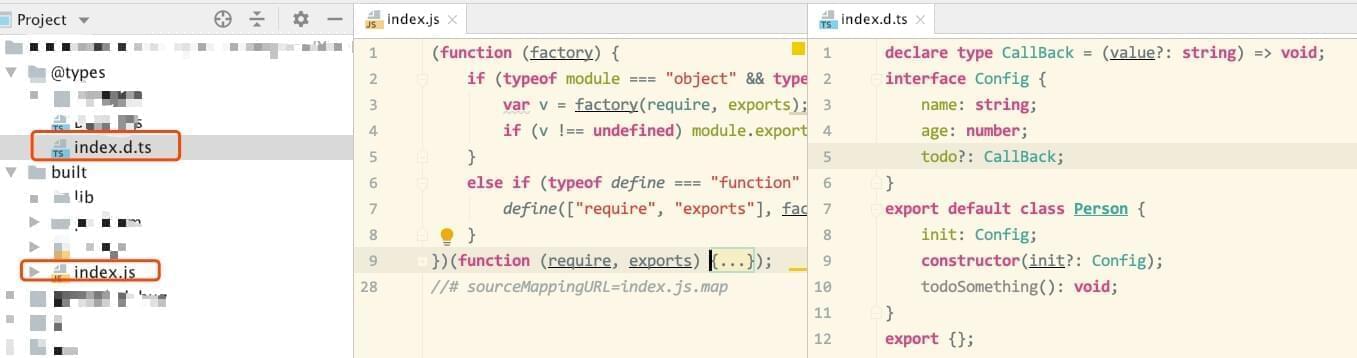 Project
@types
index.d.ts
built
lib
index.js
index.js
1 (function (factory) {
2 if (typeof module === "object" && type
3 var v = factory(require, exports);
4 if (v !== undefined) module.export
5 }
6 else if (typeof define === "function"
7 define(["require", "exports"], fac
8 }
9 })(function (require, exports) {...});
28 //# sourceMappingURL=index.js.map
index.d.ts
1 declare type CallBack = (value?: string) => void;
2 interface Config {
3 name: string;
4 age: number;
5 todo?: CallBack;
6 }
7 export default class Person {
8 init: Config;
9 constructor(init?: Config);
10 todoSomething(): void;
11 }
12 export {};